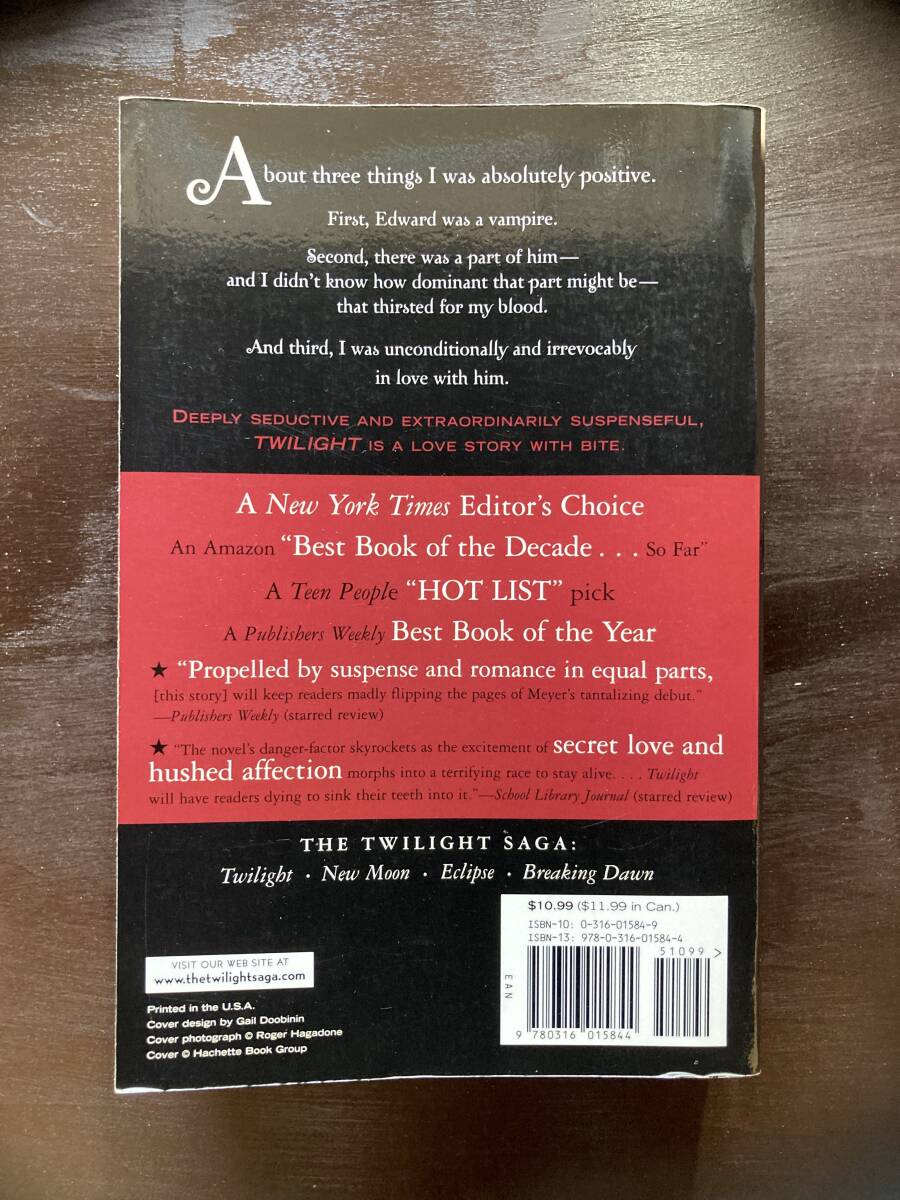 About three things I was absolutely positive.
First, Edward was a vampire.
Second, there was a part of him—
and I didn't know how dominant that part might be—
that thirsted for my blood.
And third, I was unconditionally and irrevocably
in love with him.
DEEPLY SEDUCTIVE AND EXTRAORDINARILY SUSPENSEFUL,
TWILIGHT IS A LOVE STORY WITH BITE.
A New York Times Editor's Choice
An Amazon “Best Book of the Decade . . . So Far”
A Teen People “HOT LIST” pick
A Publishers Weekly Best Book of the Year
★ “Propelled by suspense and romance in equal parts,
[this story] will keep readers madly flipping the pages of Meyer's tantalizing debut.”
—Publishers Weekly (starred review)
★ “The novel's danger-factor skyrockets as the excitement of secret love and
hushed affection morphs into a terrifying race to stay alive. . . . Twilight
will have readers dying to sink their teeth into it.”—School Library Journal (starred review)
THE TWILIGHT SAGA:
Twilight · New Moon · Eclipse · Breaking Dawn
$10.99 ($11.99 in Can.)
ISBN-10: 0-316-01584-9
ISBN-13: 978-0-316-01584-4
51099 >
EAN
9 780316 015844
VISIT OUR WEB SITE AT
www.thetwilightsaga.com
Printed in the U.S.A.
Cover design by Gail Doobinin
Cover photograph © Roger Hagadone
Cover © Hachette Book Group